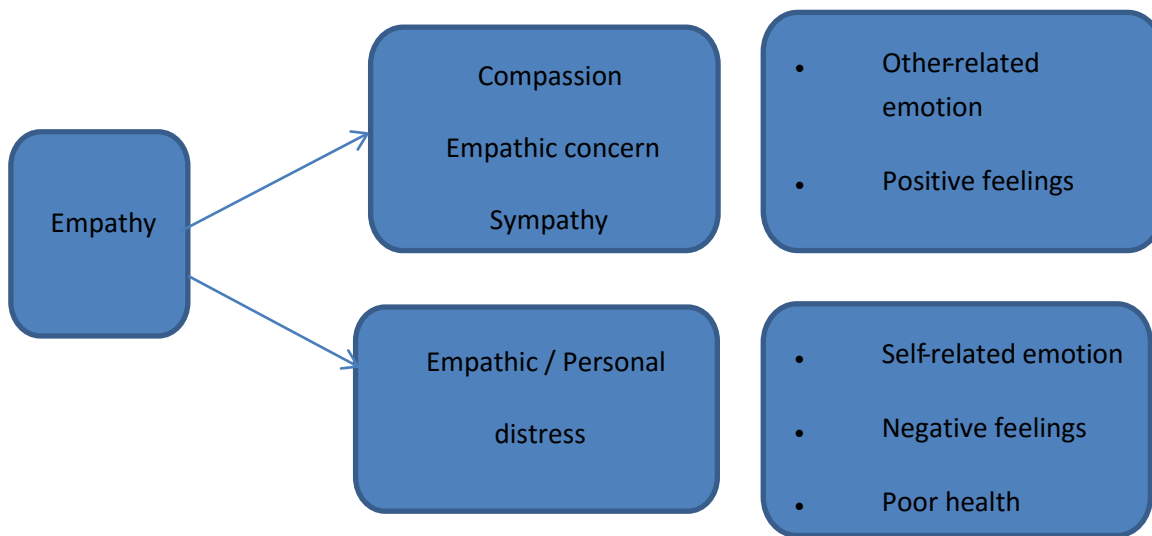 Empathy
Compassion
Empathic concern
Sympathy
• Other-related
emotion
• Positive feelings
Empathic / Personal
distress
• Self-related emotion
• Negative feelings
• Poor health